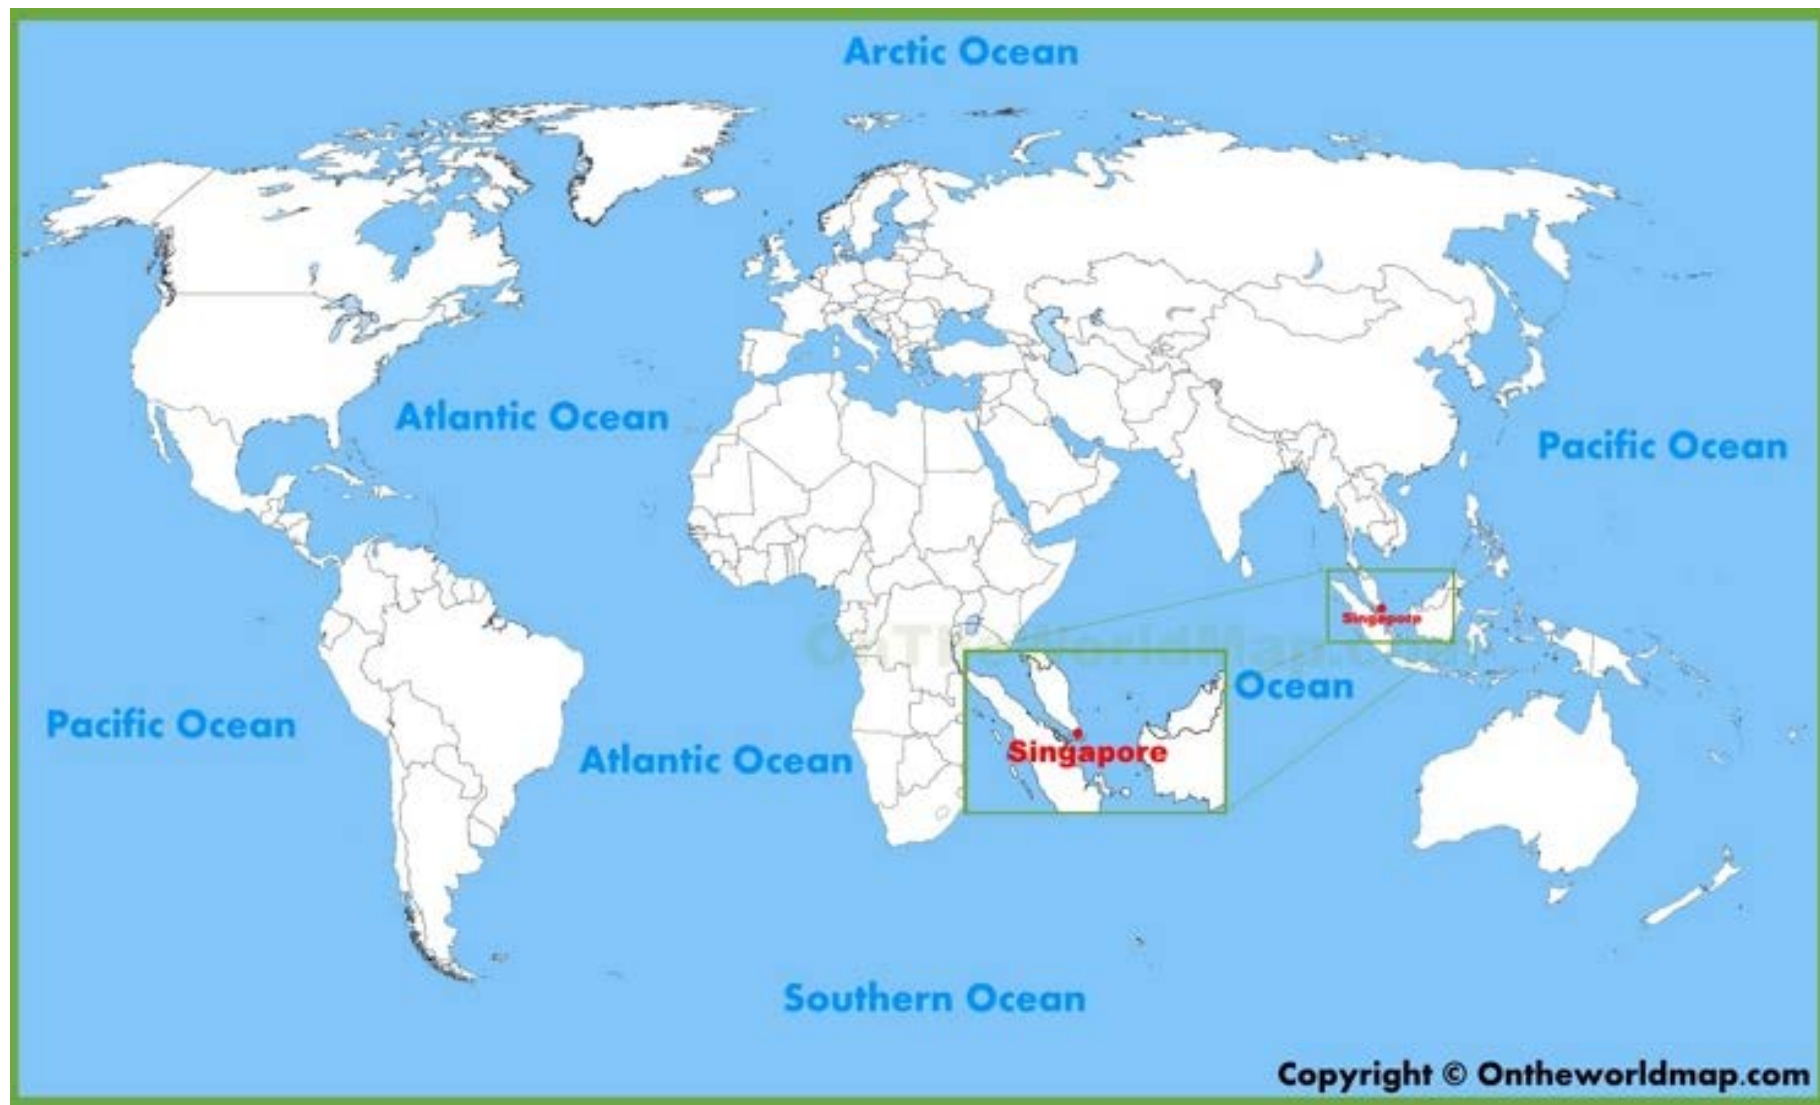 Arctic Ocean
Atlantic Ocean
Pacific Ocean
Singapore
Ocean
Pacific Ocean
Atlantic Ocean
Singapore
Southern Ocean
Copyright © Ontheworldmap.com